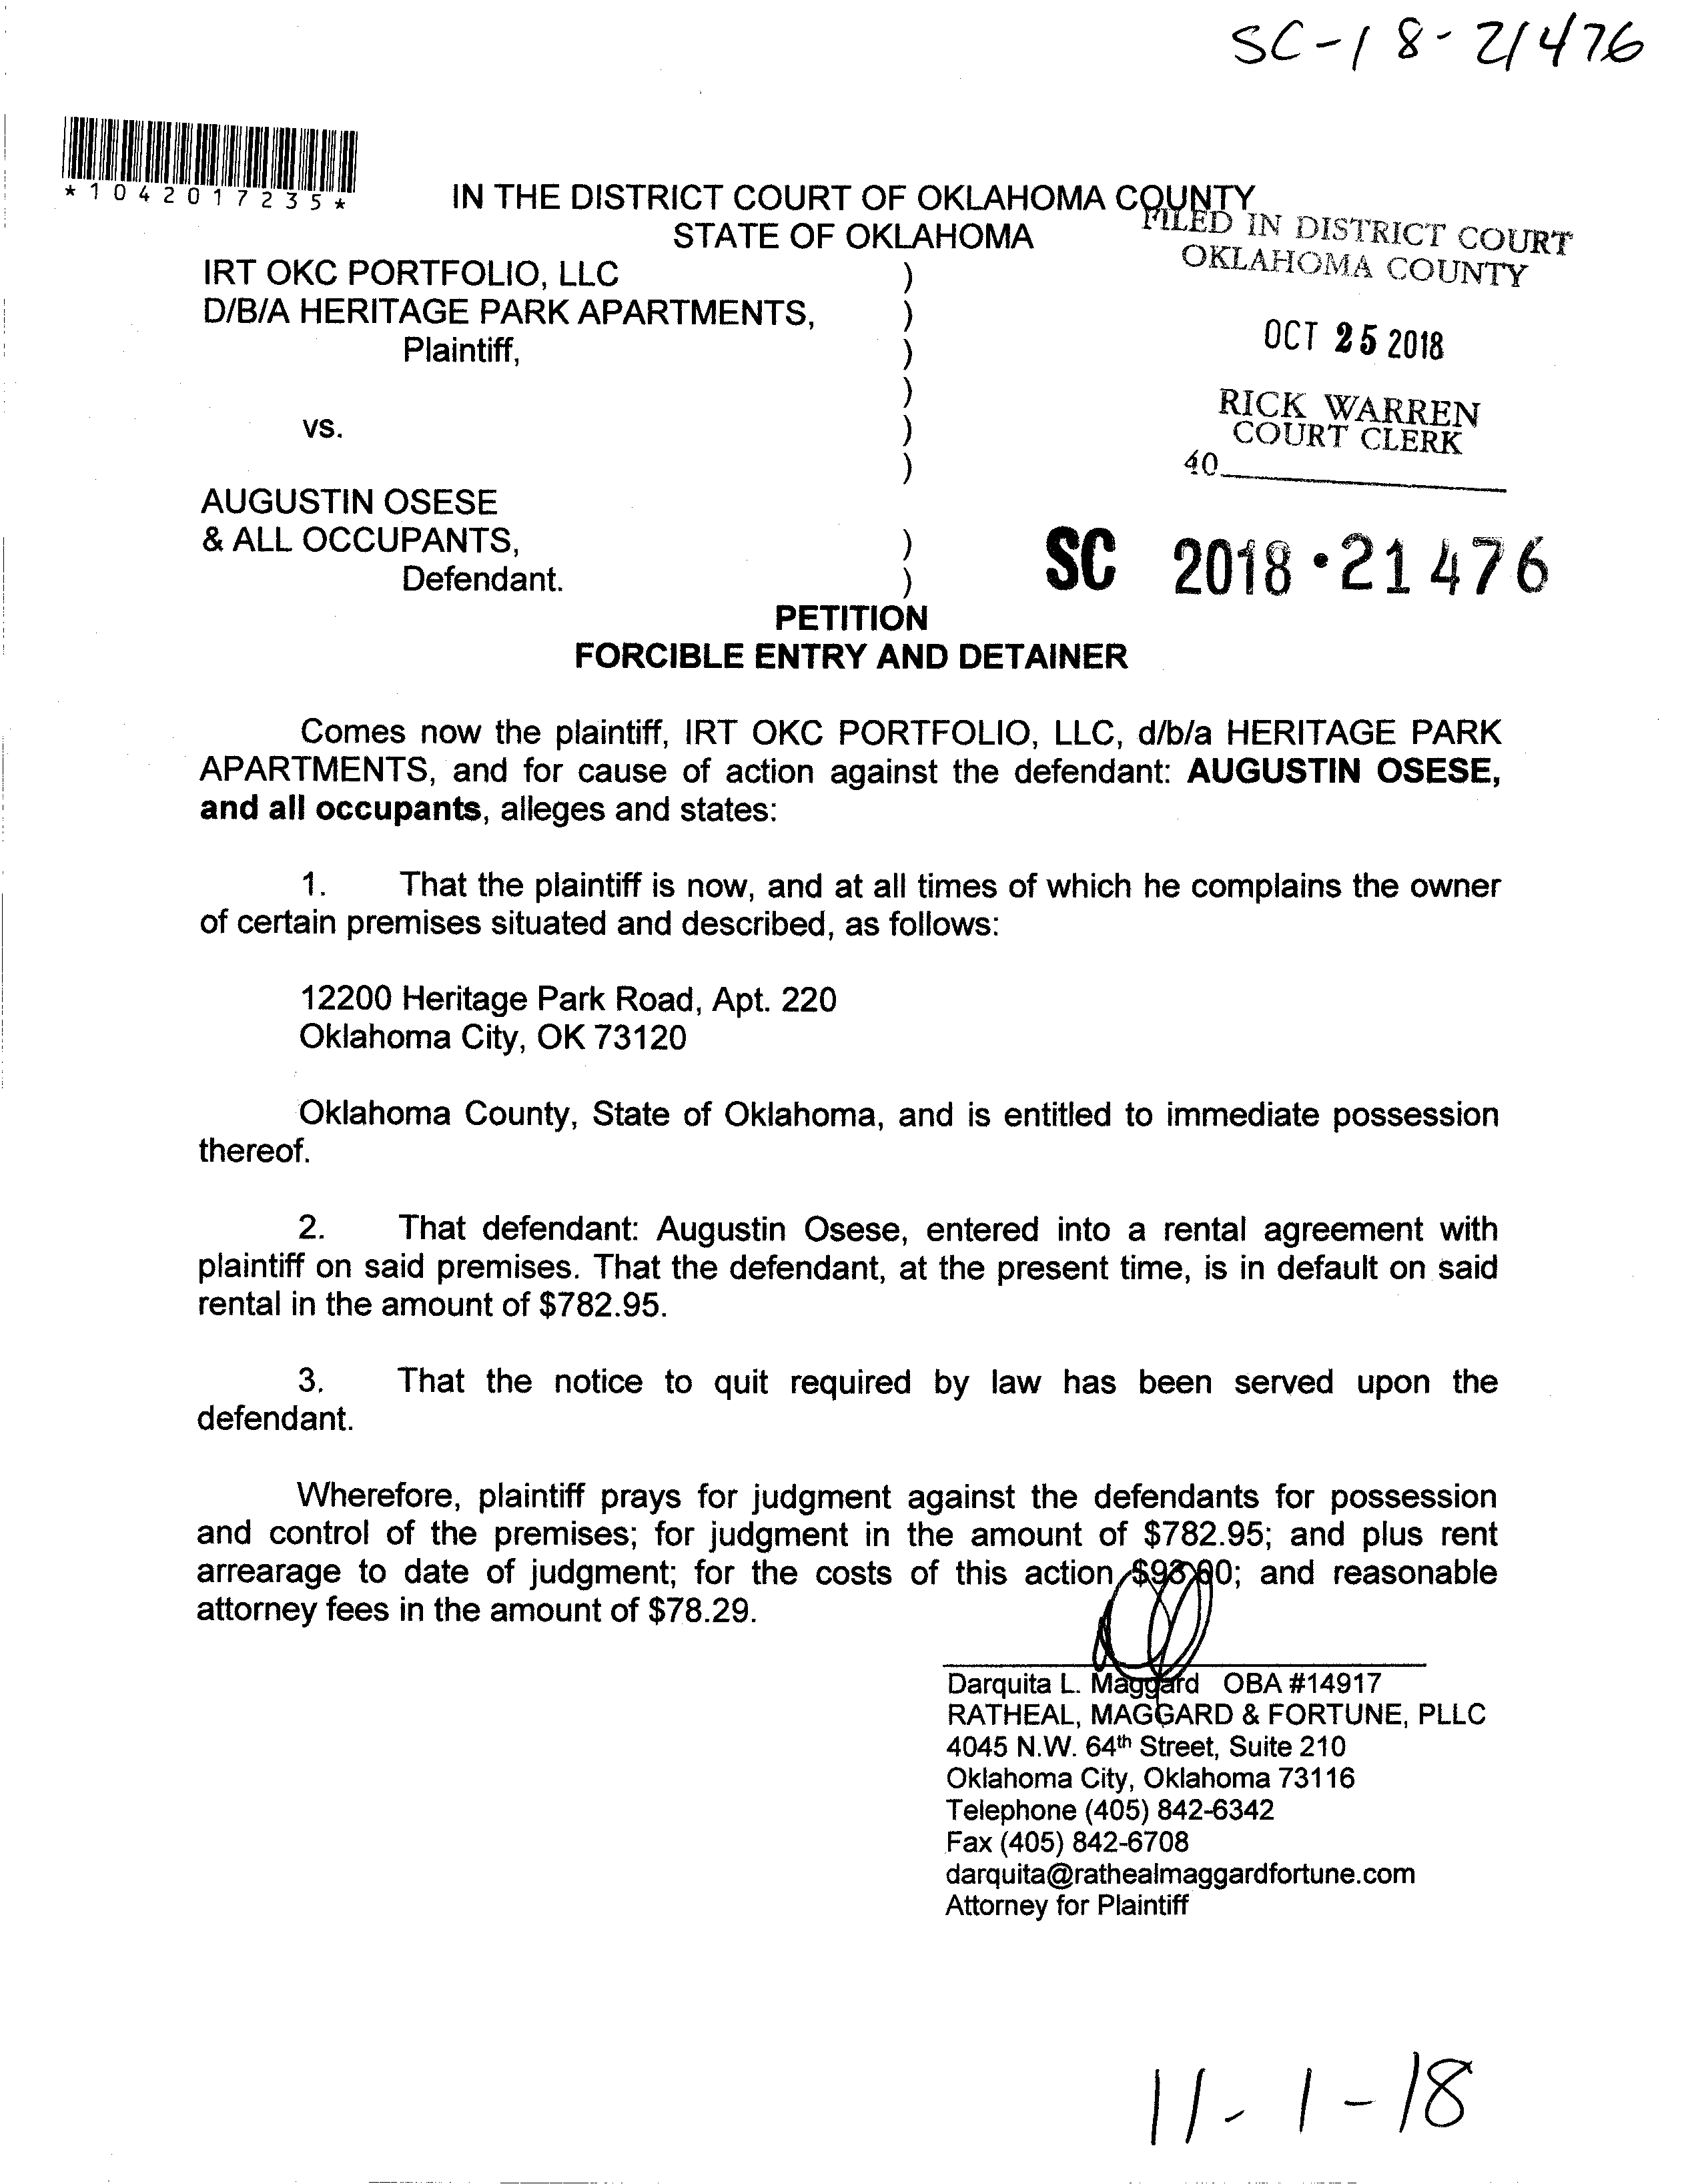 SC-18-21476
*1042017235*
IN THE DISTRICT COURT OF OKLAHOMA COUNTY
STATE OF OKLAHOMA
FILED IN DISTRICT COURT
OKLAHOMA COUNTY
IRT OKC PORTFOLIO, LLC )
D/B/A HERITAGE PARK APARTMENTS, )
Plaintiff, )
OCT 25 2018
)
vs. )
)
RICK WARREN
COURT CLERK
40
AUGUSTIN OSESE
& ALL OCCUPANTS, )
Defendant. )
SC 2018·21476
PETITION
FORCIBLE ENTRY AND DETAINER
Comes now the plaintiff, IRT OKC PORTFOLIO, LLC, d/b/a HERITAGE PARK
APARTMENTS, and for cause of action against the defendant: AUGUSTIN OSESE,
and all occupants, alleges and states:
1. That the plaintiff is now, and at all times of which he complains the owner
of certain premises situated and described, as follows:
12200 Heritage Park Road, Apt. 220
Oklahoma City, OK 73120
Oklahoma County, State of Oklahoma, and is entitled to immediate possession
thereof.
2. That defendant: Augustin Osese, entered into a rental agreement with
plaintiff on said premises. That the defendant, at the present time, is in default on said
rental in the amount of $782.95.
3. That the notice to quit required by law has been served upon the
defendant.
Wherefore, plaintiff prays for judgment against the defendants for possession
and control of the premises; for judgment in the amount of $782.95; and plus rent
arrearage to date of judgment; for the costs of this action and reasonable
attorney fees in the amount of $78.29.
Darquita L. Maggard OBA #14917
RATHEAL, MAGGARD & FORTUNE, PLLC
4045 N.W. 64th Street, Suite 210
Oklahoma City, Oklahoma 73116
Telephone (405) 842-6342
Fax (405) 842-6708
darquita@rathealmaggardfortune.com
Attorney for Plaintiff
11-1-18